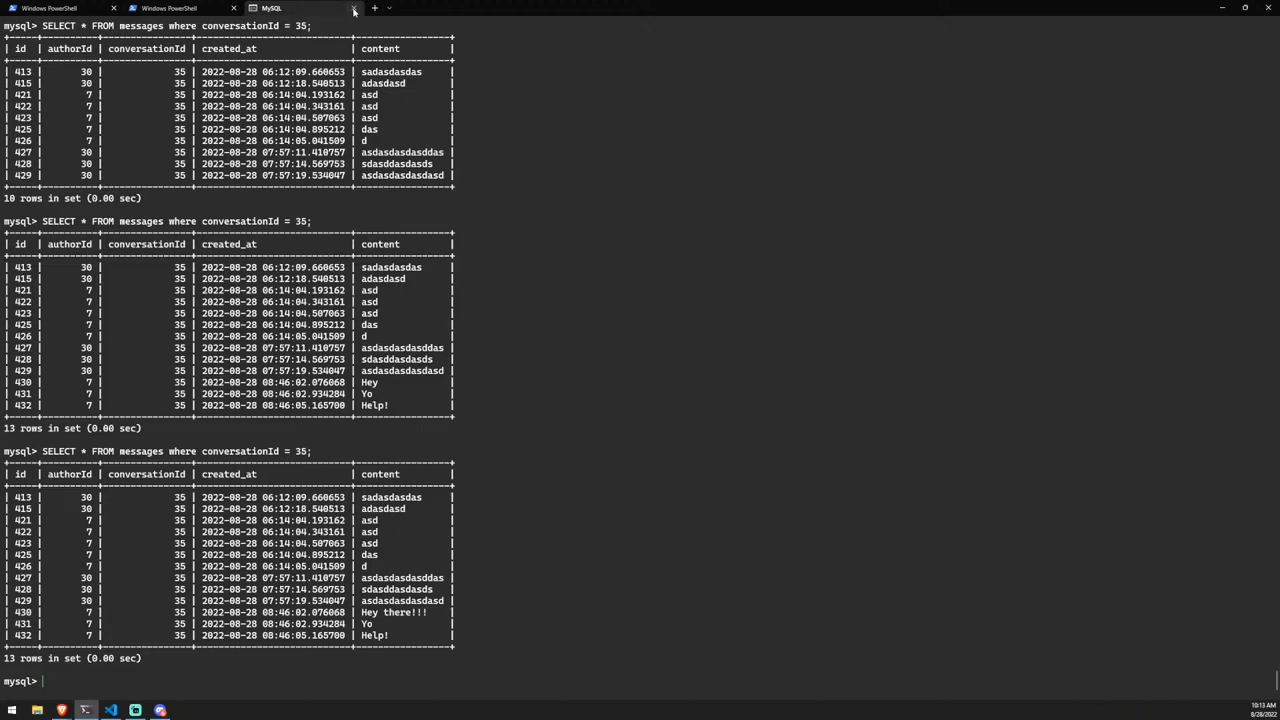 Windows PowerShell Windows PowerShell MySQL
mysql> SELECT * FROM messages where conversationId = 35;
+-----+----------+----------------+----------------------------+-----------------+
| id | authorId | conversationId | created_at | content |
+-----+----------+----------------+----------------------------+-----------------+
| 413 | 30 | 35 | 2022-08-28 06:12:09.660653 | sadasdasdas |
| 415 | 30 | 35 | 2022-08-28 06:12:18.540513 | adasdasd |
| 421 | 7 | 35 | 2022-08-28 06:14:04.193162 | asd |
| 422 | 7 | 35 | 2022-08-28 06:14:04.343161 | asd |
| 423 | 7 | 35 | 2022-08-28 06:14:04.507063 | asd |
| 425 | 7 | 35 | 2022-08-28 06:14:04.895212 | das |
| 426 | 7 | 35 | 2022-08-28 06:14:05.041509 | d |
| 427 | 30 | 35 | 2022-08-28 07:57:11.410757 | asdasdasdasddas |
| 428 | 30 | 35 | 2022-08-28 07:57:14.569753 | sdasddasdasds |
| 429 | 30 | 35 | 2022-08-28 07:57:19.534047 | asdasdasdasdasd |
+-----+----------+----------------+----------------------------+-----------------+
10 rows in set (0.00 sec)
mysql> SELECT * FROM messages where conversationId = 35;
+-----+----------+----------------+----------------------------+-----------------+
| id | authorId | conversationId | created_at | content |
+-----+----------+----------------+----------------------------+-----------------+
| 413 | 30 | 35 | 2022-08-28 06:12:09.660653 | sadasdasdas |
| 415 | 30 | 35 | 2022-08-28 06:12:18.540513 | adasdasd |
| 421 | 7 | 35 | 2022-08-28 06:14:04.193162 | asd |
| 422 | 7 | 35 | 2022-08-28 06:14:04.343161 | asd |
| 423 | 7 | 35 | 2022-08-28 06:14:04.507063 | asd |
| 425 | 7 | 35 | 2022-08-28 06:14:04.895212 | das |
| 426 | 7 | 35 | 2022-08-28 06:14:05.041509 | d |
| 427 | 30 | 35 | 2022-08-28 07:57:11.410757 | asdasdasdasddas |
| 428 | 30 | 35 | 2022-08-28 07:57:14.569753 | sdasddasdasds |
| 429 | 30 | 35 | 2022-08-28 07:57:19.534047 | asdasdasdasdasd |
| 430 | 7 | 35 | 2022-08-28 08:46:02.076068 | Hey |
| 431 | 7 | 35 | 2022-08-28 08:46:02.934284 | Yo |
| 432 | 7 | 35 | 2022-08-28 08:46:05.165700 | Help! |
+-----+----------+----------------+----------------------------+-----------------+
13 rows in set (0.00 sec)
mysql> SELECT * FROM messages where conversationId = 35;
+-----+----------+----------------+----------------------------+-----------------+
| id | authorId | conversationId | created_at | content |
+-----+----------+----------------+----------------------------+-----------------+
| 413 | 30 | 35 | 2022-08-28 06:12:09.660653 | sadasdasdas |
| 415 | 30 | 35 | 2022-08-28 06:12:18.540513 | adasdasd |
| 421 | 7 | 35 | 2022-08-28 06:14:04.193162 | asd |
| 422 | 7 | 35 | 2022-08-28 06:14:04.343161 | asd |
| 423 | 7 | 35 | 2022-08-28 06:14:04.507063 | asd |
| 425 | 7 | 35 | 2022-08-28 06:14:04.895212 | das |
| 426 | 7 | 35 | 2022-08-28 06:14:05.041509 | d |
| 427 | 30 | 35 | 2022-08-28 07:57:11.410757 | asdasdasdasddas |
| 428 | 30 | 35 | 2022-08-28 07:57:14.569753 | sdasddasdasds |
| 429 | 30 | 35 | 2022-08-28 07:57:19.534047 | asdasdasdasdasd |
| 430 | 7 | 35 | 2022-08-28 08:46:02.076068 | Hey there!!! |
| 431 | 7 | 35 | 2022-08-28 08:46:02.934284 | Yo |
| 432 | 7 | 35 | 2022-08-28 08:46:05.165700 | Help! |
+-----+----------+----------------+----------------------------+-----------------+
13 rows in set (0.00 sec)
mysql>
10:13 AM
8/28/2022